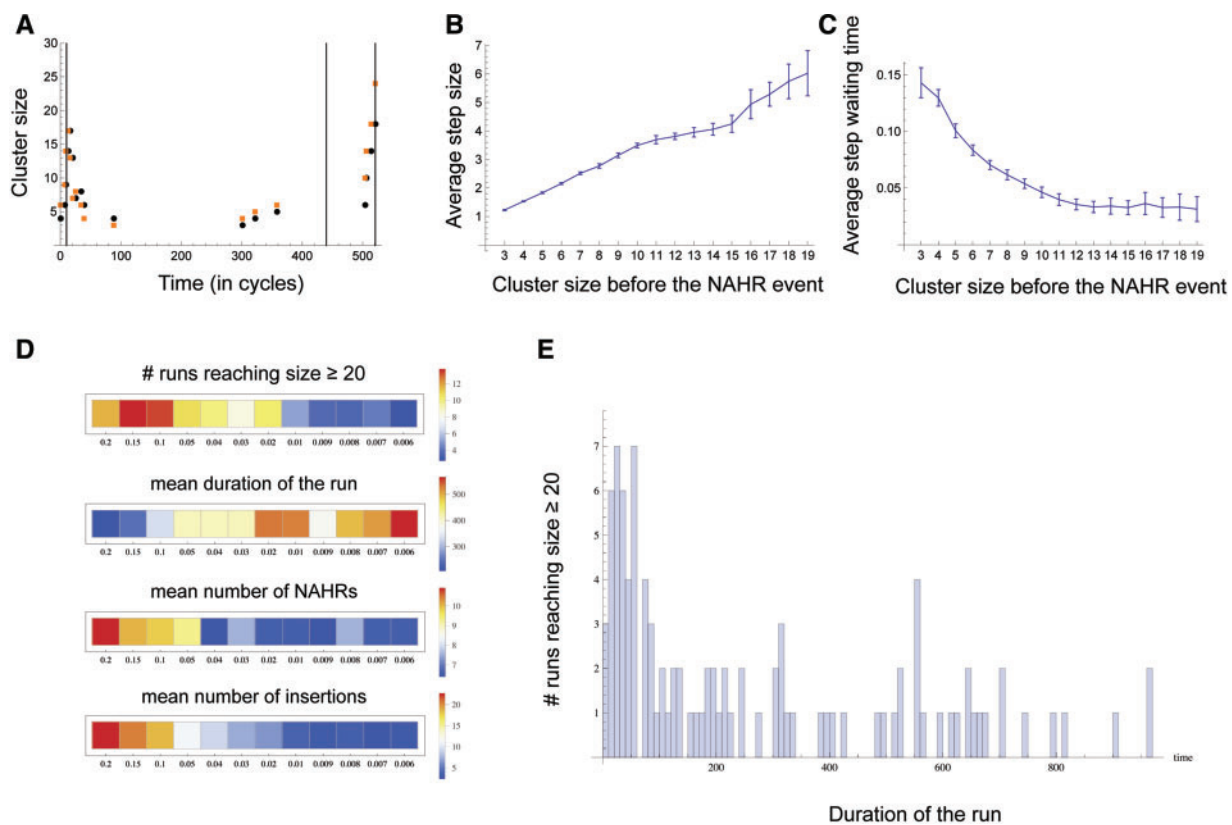 A
30
25
20
15
10
5
0 100 200 300 400 500
Cluster size
Time (in cycles)
B
7
6
5
4
3
2
1
3 4 5 6 7 8 9 10 11 12 13 14 15 16 17 18 19
Average step size
Cluster size before the NAHR event
C
0.15
0.10
0.05
3 4 5 6 7 8 9 10 11 12 13 14 15 16 17 18 19
Average step waiting time
Cluster size before the NAHR event
D
# runs reaching size ≥ 20
0.2 0.15 0.1 0.05 0.04 0.03 0.02 0.01 0.009 0.008 0.007 0.006
12
10
8
6
4
mean duration of the run
0.2 0.15 0.1 0.05 0.04 0.03 0.02 0.01 0.009 0.008 0.007 0.006
500
400
300
mean number of NAHRs
0.2 0.15 0.1 0.05 0.04 0.03 0.02 0.01 0.009 0.008 0.007 0.006
10
9
8
7
mean number of insertions
0.2 0.15 0.1 0.05 0.04 0.03 0.02 0.01 0.009 0.008 0.007 0.006
20
15
10
5
E
7
6
5
4
3
2
1
200 400 600 800
time
# runs reaching size ≥ 20
Duration of the run